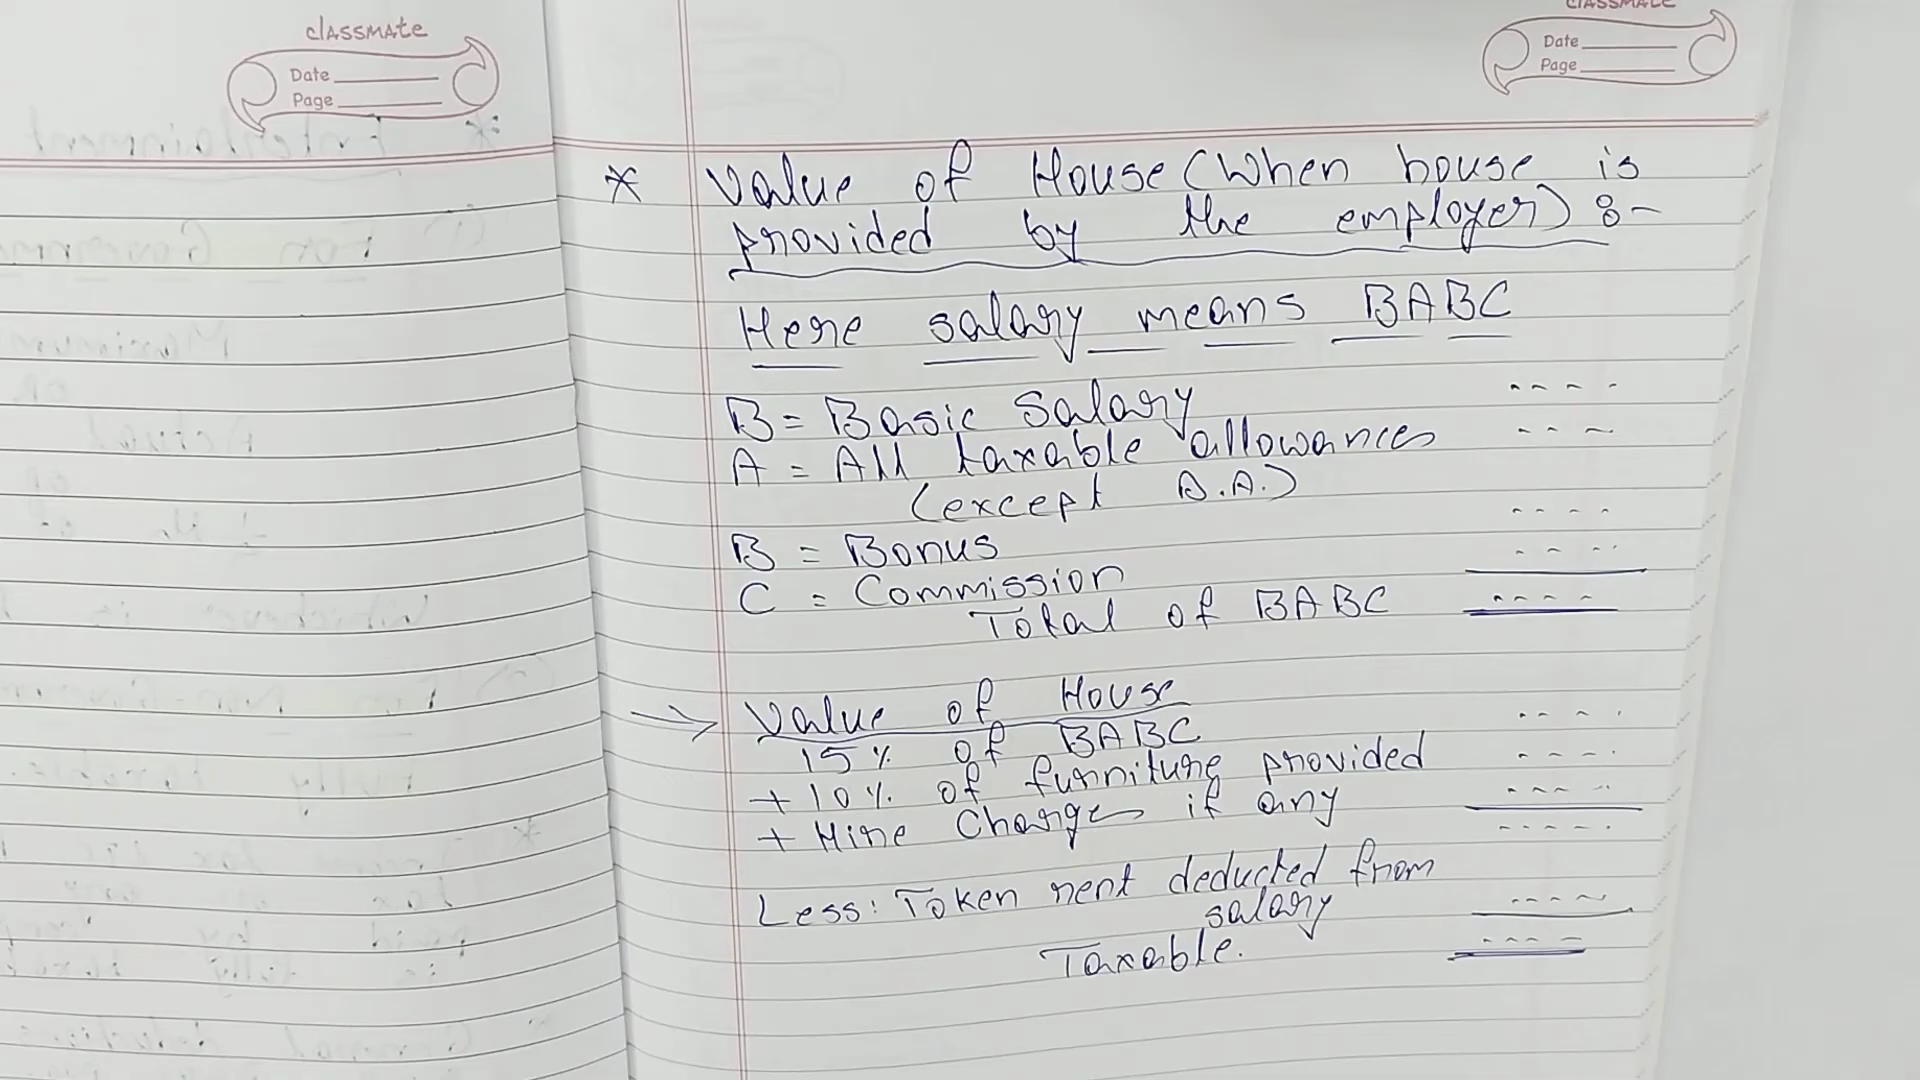 classmate
Date
Page
classmate
Date
Page
* Value of House (When house is
provided by the employer) :-
Here salary means BABC
B = Basic Salary
A = All taxable allowances
(except D.A.)
B = Bonus
C = Commission
Total of BABC
→ Value of House
15% of BABC
+ 10% of furniture provided
+ Hire Charges if any
Less: Token rent deducted from
salary
Taxable.